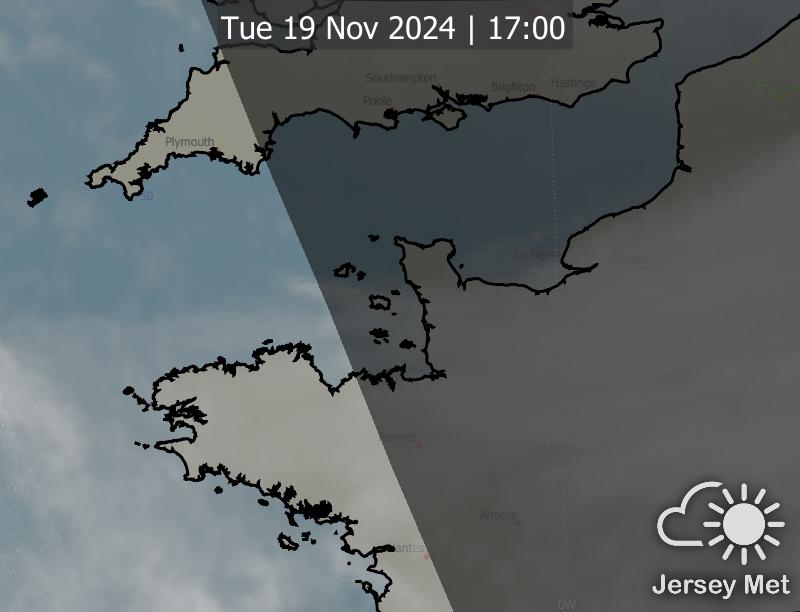 Tue 19 Nov 2024 | 17:00
Southampton
Brighton
Hastings
Poole
Plymouth
50
Le Havre
Rouen
Rennes
Le Mans
Angers
Nantes
0W
Jersey Met